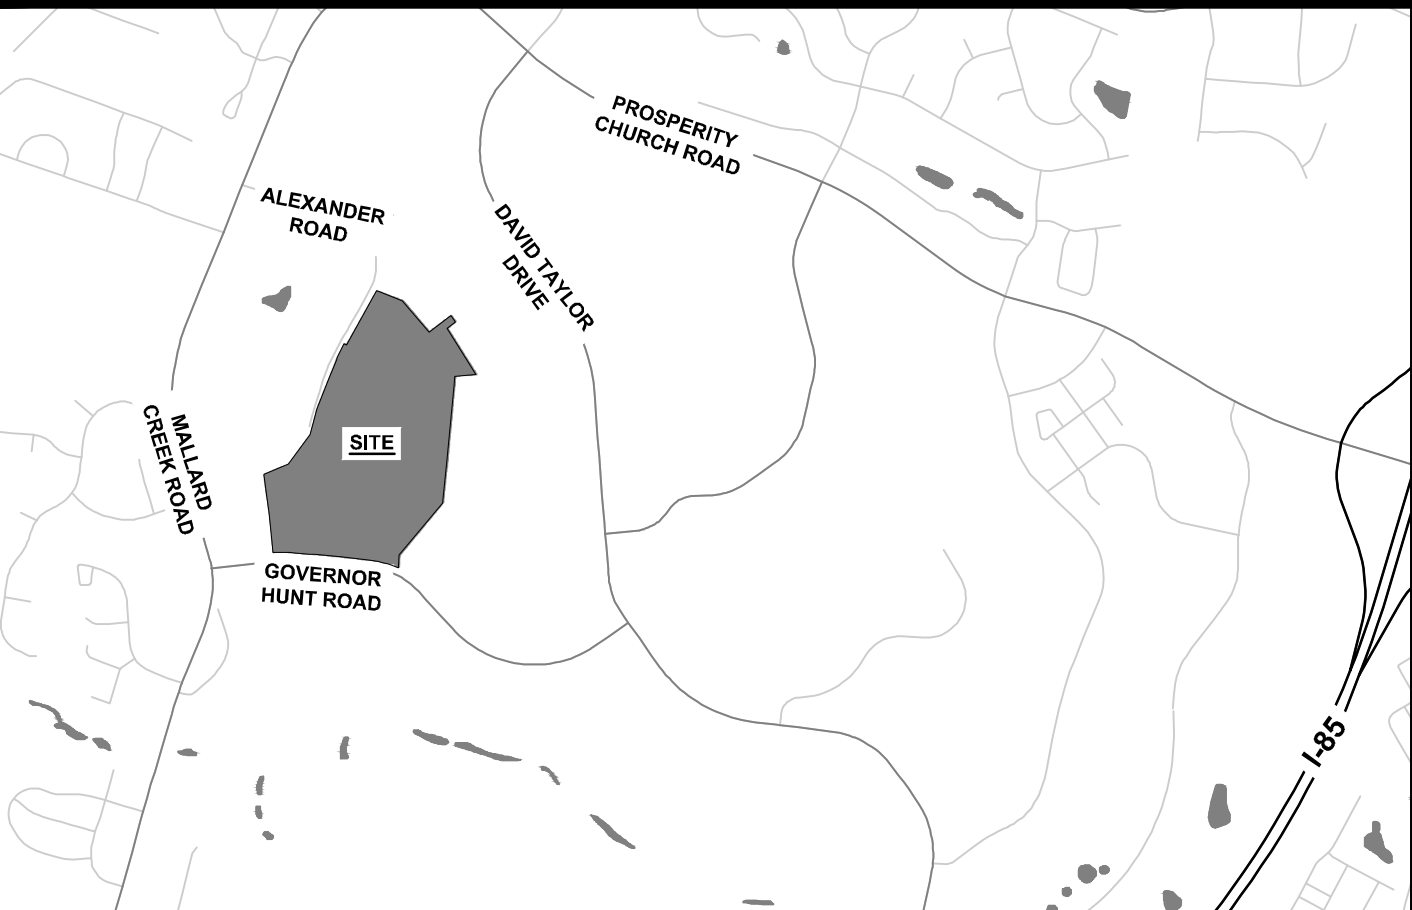 PROSPERITY
CHURCH ROAD
ALEXANDER
ROAD
DAVID TAYLOR
DRIVE
MALLARD
CREEK ROAD
SITE
GOVERNOR
HUNT ROAD
I-85